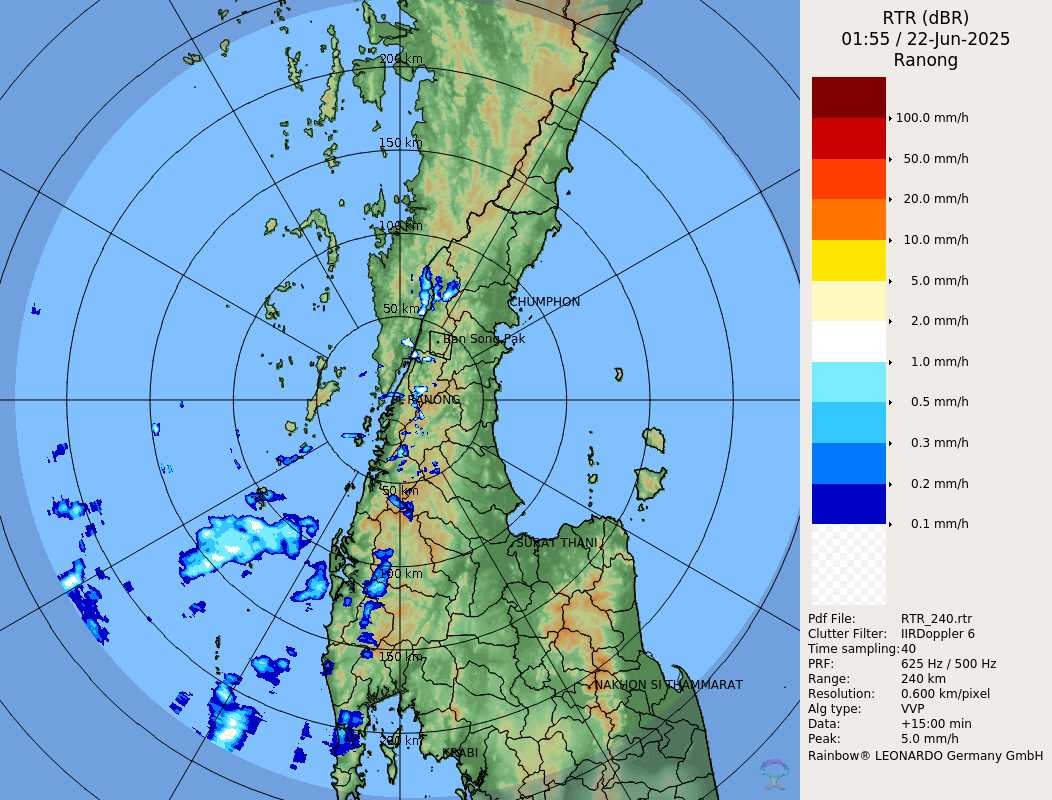 RTR (dBR)
01:55 / 22-Jun-2025
Ranong
100.0 mm/h
50.0 mm/h
20.0 mm/h
10.0 mm/h
5.0 mm/h
2.0 mm/h
1.0 mm/h
0.5 mm/h
0.3 mm/h
0.2 mm/h
0.1 mm/h
Pdf File: RTR_240.rtr
Clutter Filter: IIRDoppler 6
Time sampling:40
PRF: 625 Hz / 500 Hz
Range: 240 km
Resolution: 0.600 km/pixel
Alg type: VVP
Data: +15:00 min
Peak: 5.0 mm/h
Rainbow® LEONARDO Germany GmbH
200 km
150 km
100 km
50 km
CHUMPHON
Ban Song Pak
RANONG
50 km
SURAT THANI
100 km
150 km
NAKHON SI THAMMARAT
200 km
KRABI